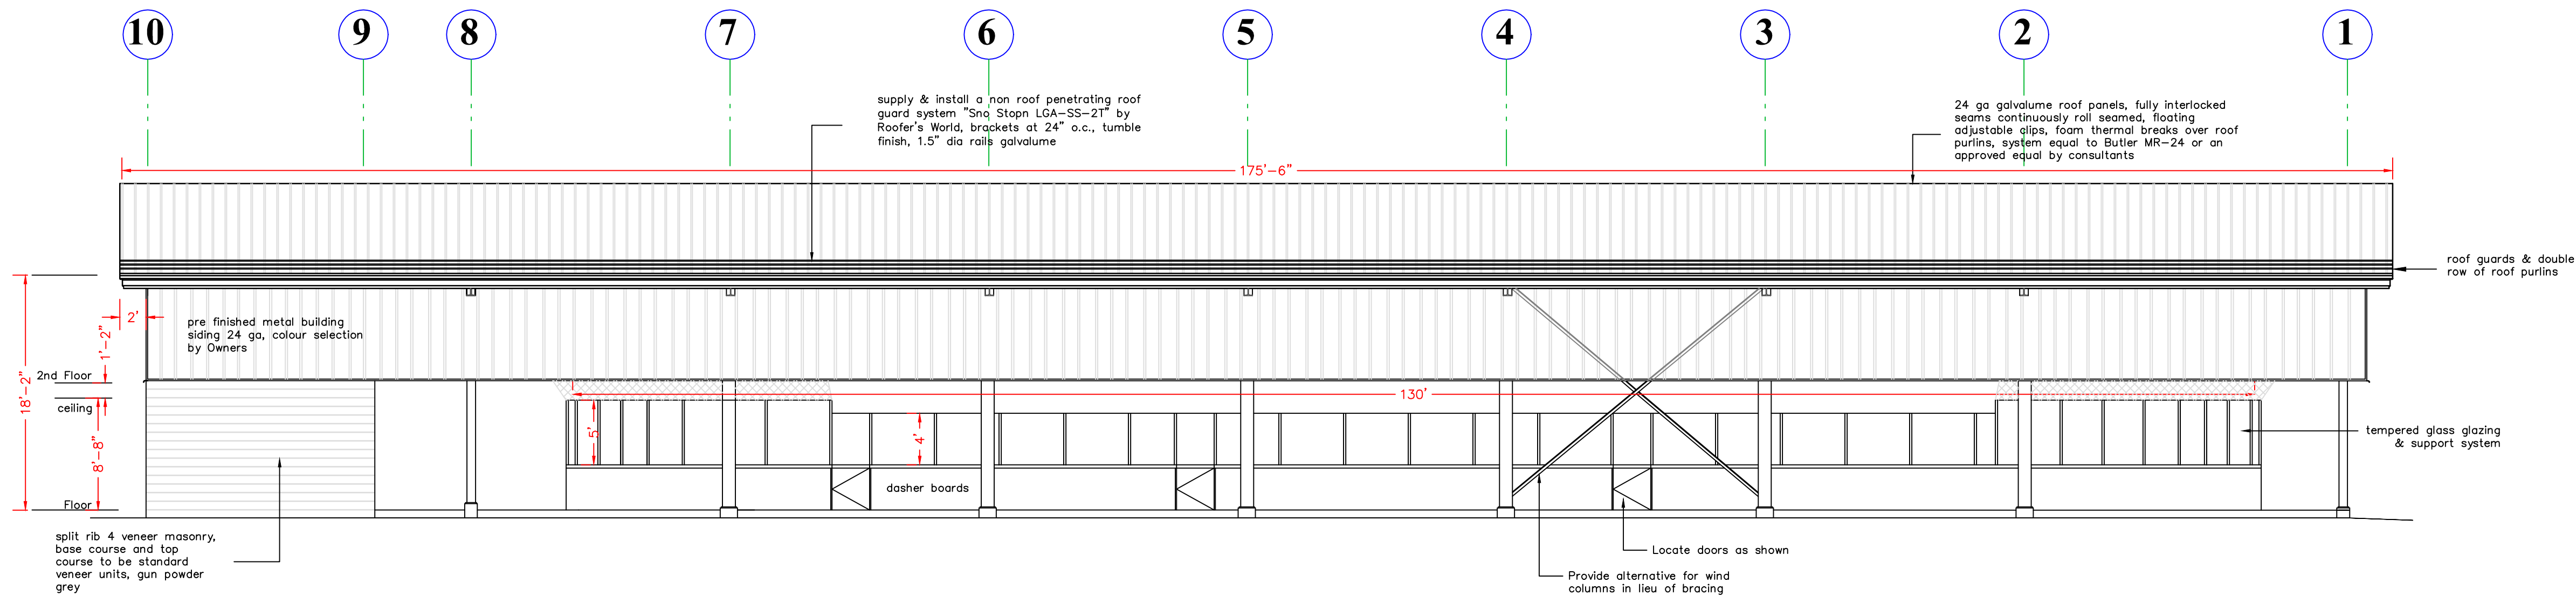 10 9 8 7 6 5 4 3 2 1
supply & install a non roof penetrating roof
guard system "Sno Stopn LGA-SS-2T" by
Roofer's World, brackets at 24" o.c., tumble
finish, 1.5" dia rails galvalume
24 ga galvalume roof panels, fully interlocked
seams continuously roll seamed, floating
adjustable clips, foam thermal breaks over roof
purlins, system equal to Butler MR-24 or an
approved equal by consultants
175'-6"
roof guards & double
row of roof purlins
2'
pre finished metal building
siding 24 ga, colour selection
by Owners
1'-2"
18'-2"
2nd Floor
ceiling
8'-8"
Floor
130'
5'
4'
dasher boards
tempered glass glazing
& support system
split rib 4 veneer masonry,
base course and top
course to be standard
veneer units, gun powder
grey
Locate doors as shown
Provide alternative for wind
columns in lieu of bracing